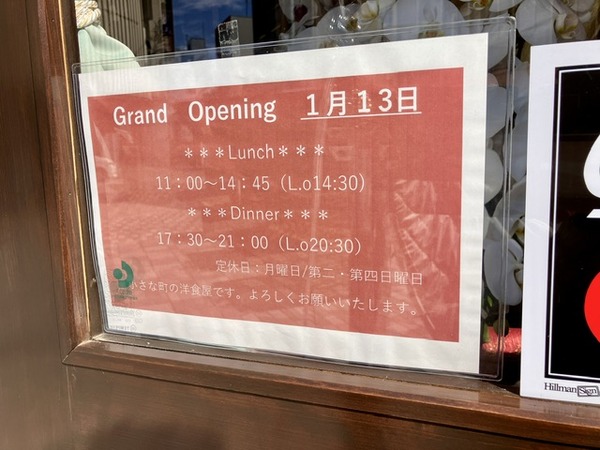 Grand Opening 1月13日
＊＊＊Lunch＊＊＊
11：00～14：45（L.o14:30）
＊＊＊Dinner＊＊＊
17：30～21：00（L.o20:30）
定休日：月曜日/第二・第四日曜日
小さな町の洋食屋です。よろしくお願いいたします。
Hillman Sign